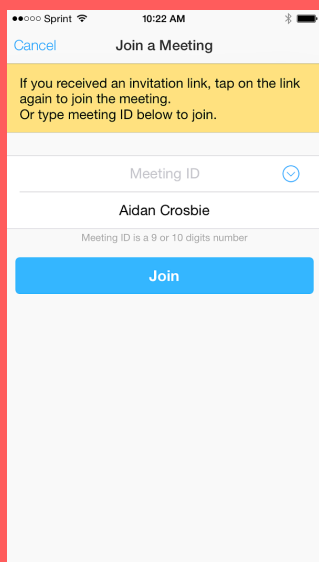 Sprint 10:22 AM
Cancel Join a Meeting
If you received an invitation link, tap on the link
again to join the meeting.
Or type meeting ID below to join.
Meeting ID
Aidan Crosbie
Meeting ID is a 9 or 10 digits number
Join